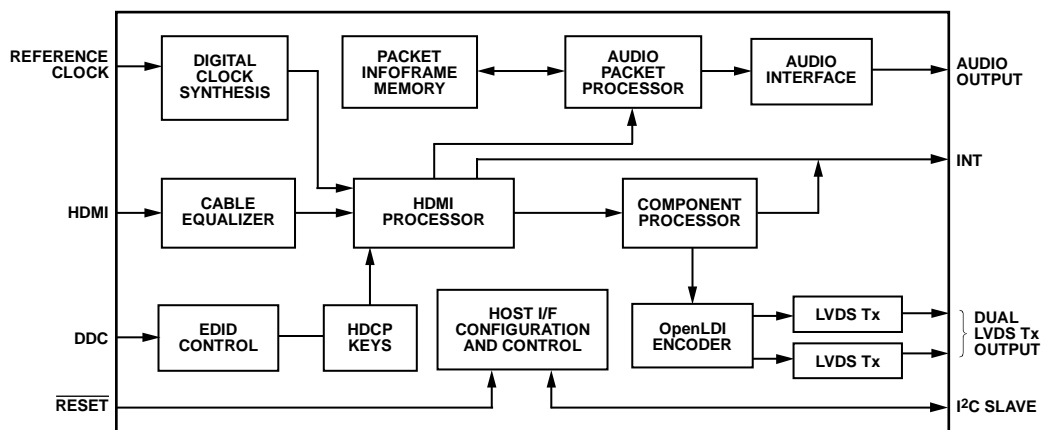 REFERENCE
CLOCK
DIGITAL
CLOCK
SYNTHESIS
PACKET
INFOFRAME
MEMORY
AUDIO
PACKET
PROCESSOR
AUDIO
INTERFACE
AUDIO
OUTPUT
INT
HDMI
CABLE
EQUALIZER
HDMI
PROCESSOR
COMPONENT
PROCESSOR
DDC
EDID
CONTROL
HDCP
KEYS
HOST I/F
CONFIGURATION
AND CONTROL
OpenLDI
ENCODER
LVDS Tx
LVDS Tx
DUAL
LVDS Tx
OUTPUT
RESET
I²C SLAVE